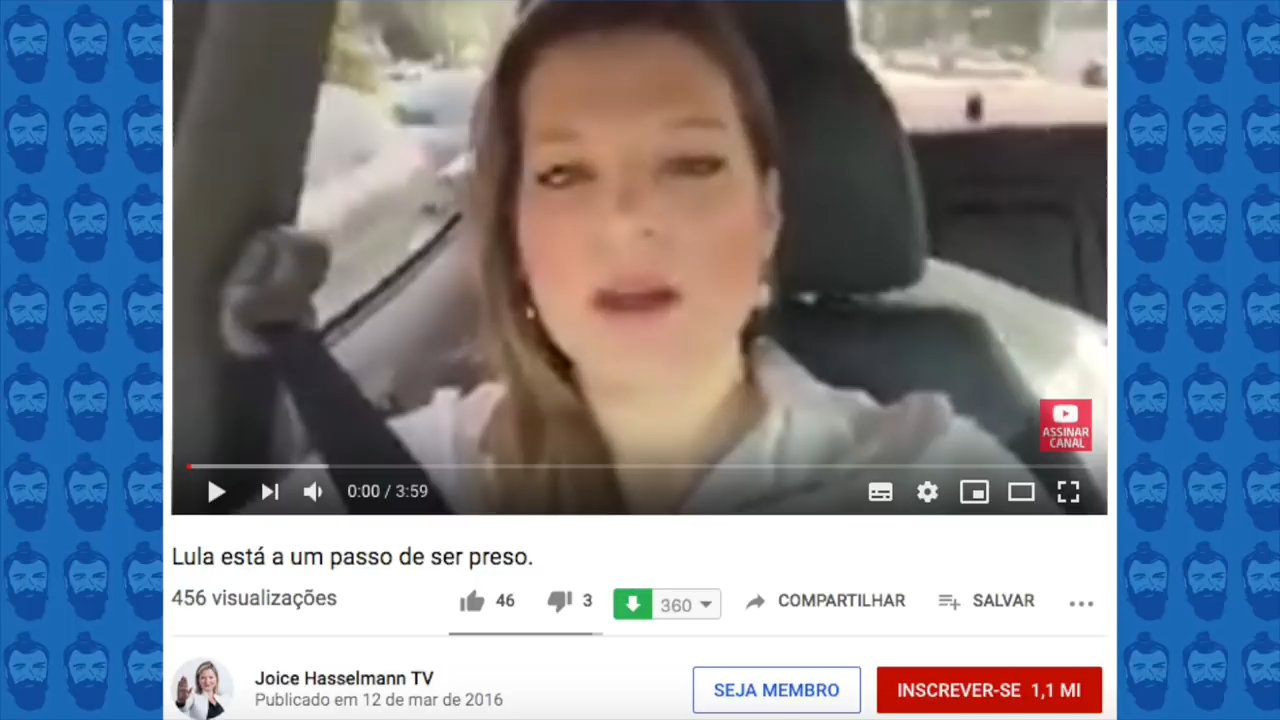 ASSINAR
CANAL
0:00 / 3:59
Lula está a um passo de ser preso.
456 visualizações
46
3
360
COMPARTILHAR
SALVAR
Joice Hasselmann TV
Publicado em 12 de mar de 2016
SEJA MEMBRO
INSCREVER-SE 1,1 MI